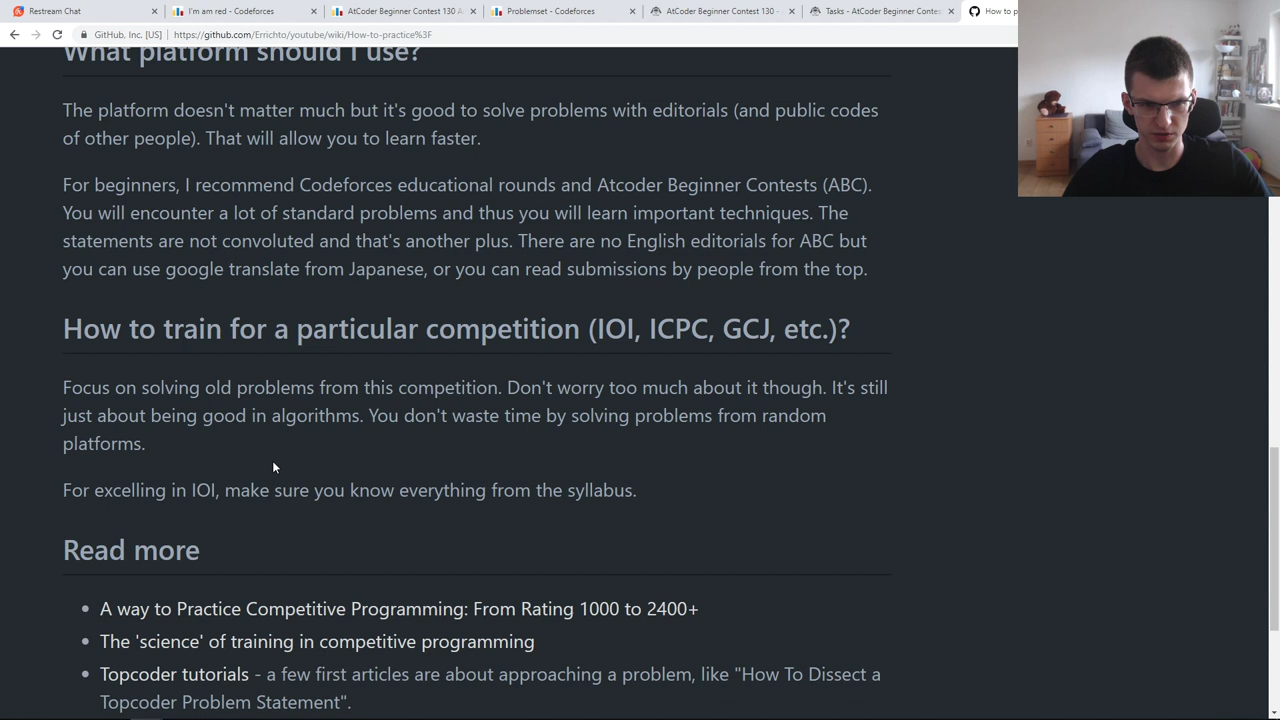 Restream Chat
I'm am red - Codeforces
AtCoder Beginner Contest 130 A
Problemset - Codeforces
AtCoder Beginner Contest 130 -
Tasks - AtCoder Beginner Contes
How to p
GitHub, Inc. [US]
https://github.com/Errichto/youtube/wiki/How-to-practice%3F
What platform should I use?
The platform doesn't matter much but it's good to solve problems with editorials (and public codes
of other people). That will allow you to learn faster.
For beginners, I recommend Codeforces educational rounds and Atcoder Beginner Contests (ABC).
You will encounter a lot of standard problems and thus you will learn important techniques. The
statements are not convoluted and that's another plus. There are no English editorials for ABC but
you can use google translate from Japanese, or you can read submissions by people from the top.
How to train for a particular competition (IOI, ICPC, GCJ, etc.)?
Focus on solving old problems from this competition. Don't worry too much about it though. It's still
just about being good in algorithms. You don't waste time by solving problems from random
platforms.
For excelling in IOI, make sure you know everything from the syllabus.
Read more
A way to Practice Competitive Programming: From Rating 1000 to 2400+
The 'science' of training in competitive programming
Topcoder tutorials - a few first articles are about approaching a problem, like "How To Dissect a
Topcoder Problem Statement".